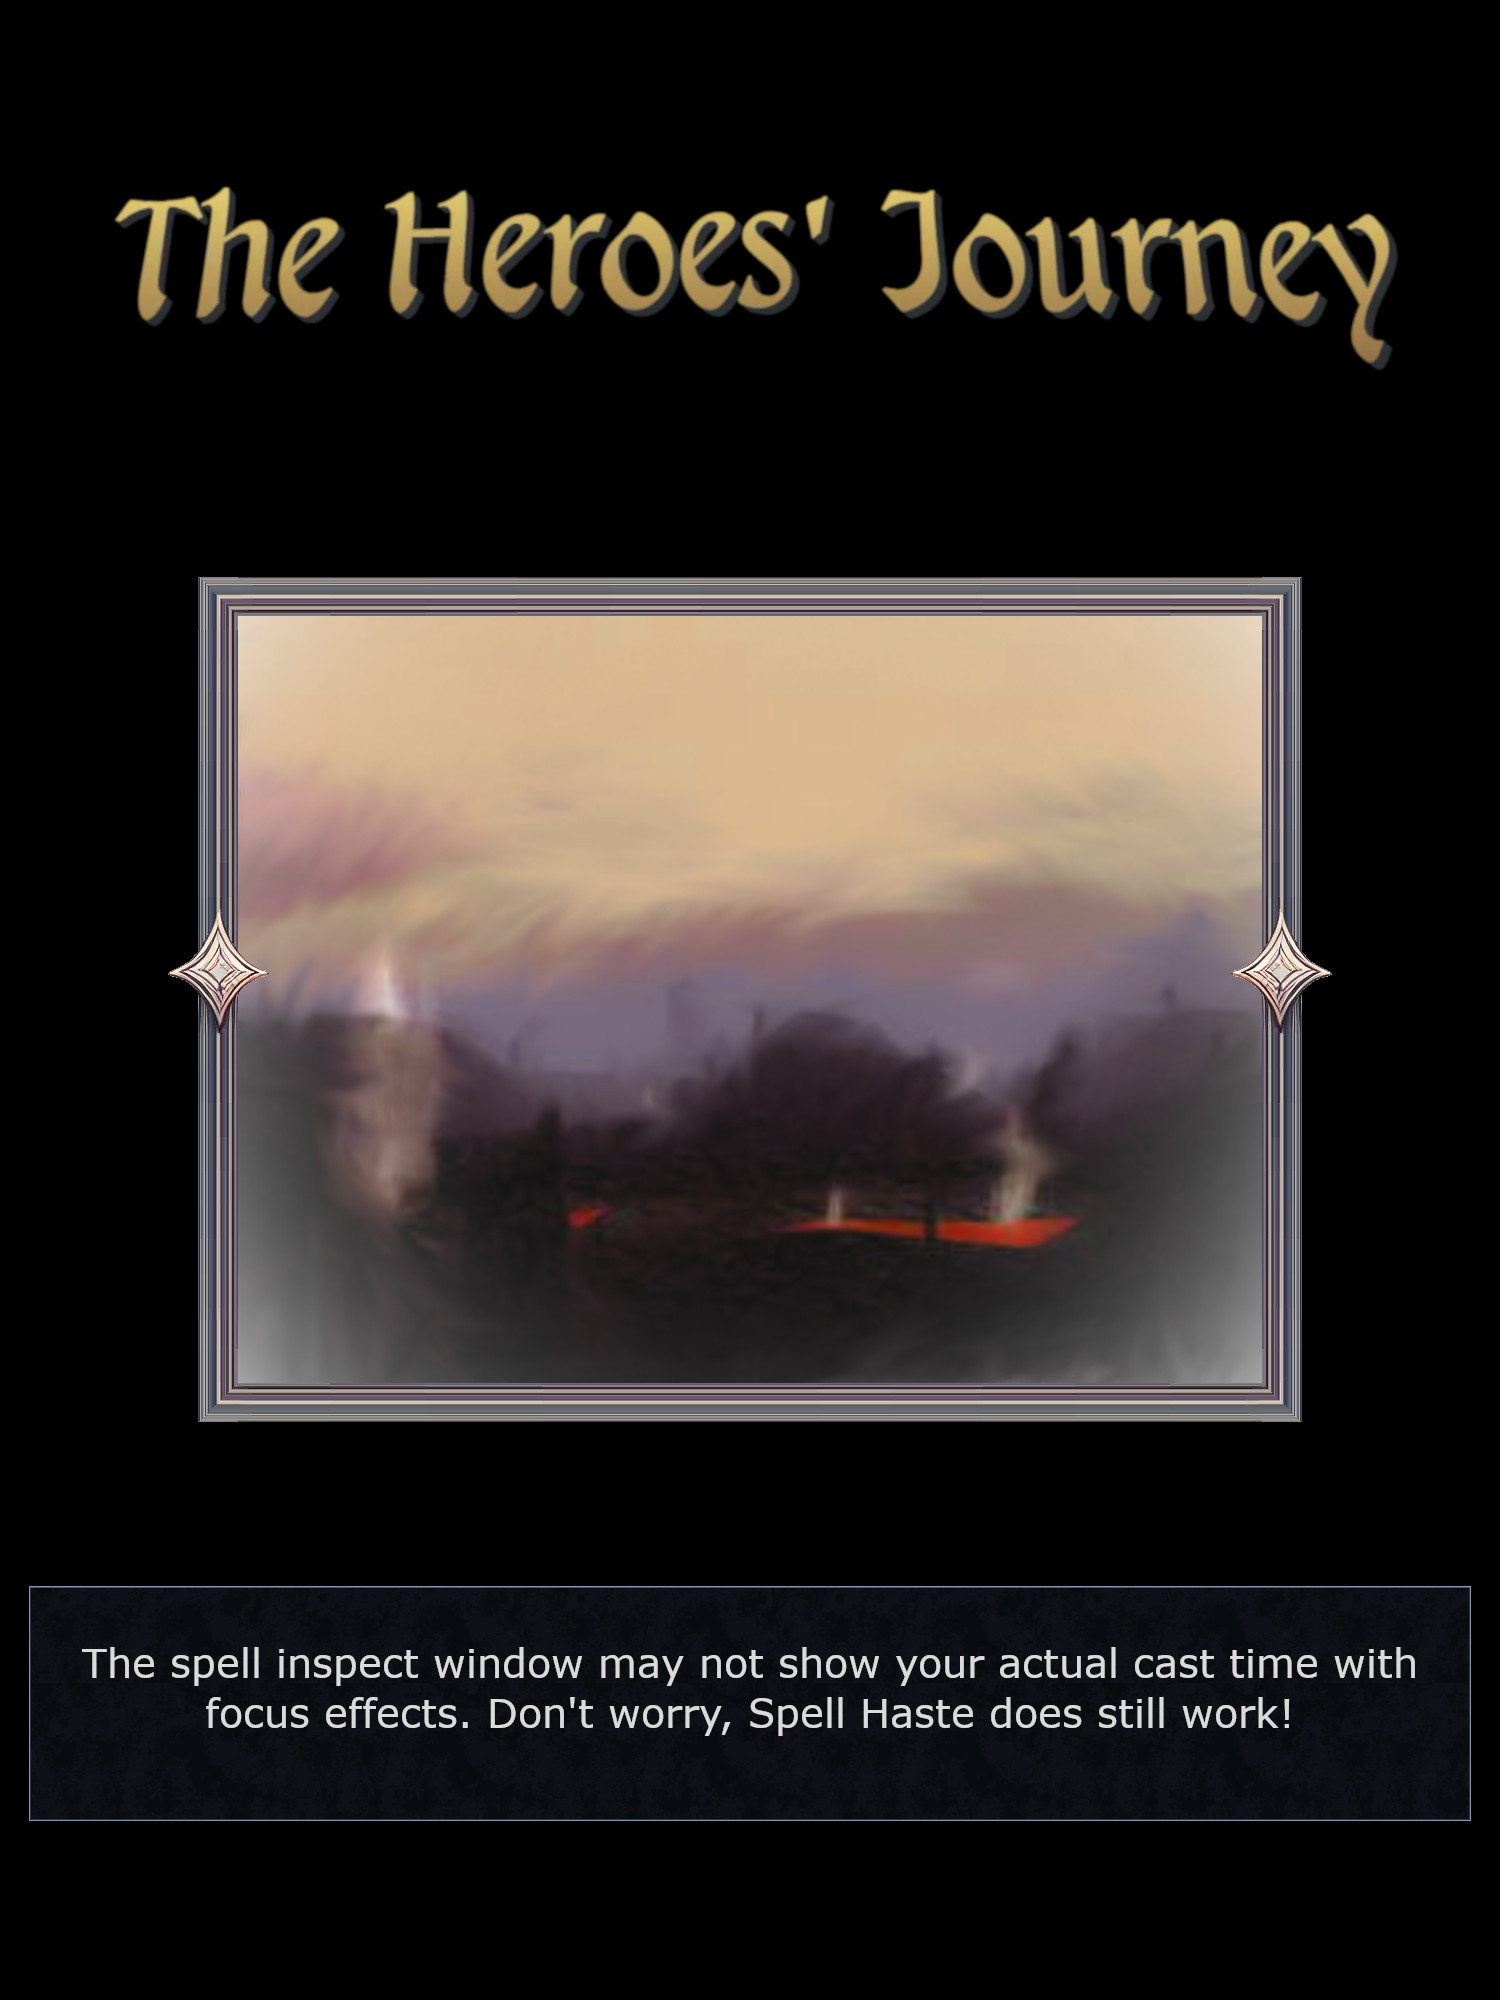 The Heroes' Journey
The spell inspect window may not show your actual cast time with
focus effects. Don't worry, Spell Haste does still work!